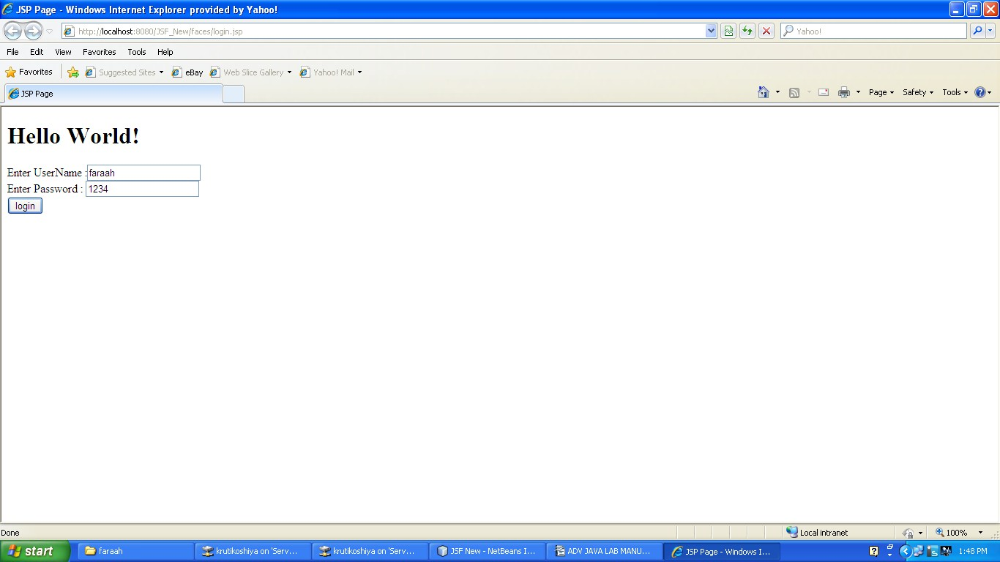 JSP Page - Windows Internet Explorer provided by Yahoo!
http://localhost:8080/JSF_New/faces/login.jsp
Yahoo!
File Edit View Favorites Tools Help
Favorites Suggested Sites eBay Web Slice Gallery Yahoo! Mail
JSP Page
Page Safety Tools
Hello World!
Enter UserName :faraah
Enter Password : 1234
login
Done
Local intranet
100%
start
faraah
krutikoshiya on 'Serv...
krutikoshiya on 'Serv...
JSF New - NetBeans I...
ADV JAVA LAB MANU...
JSP Page - Windows I...
1:48 PM